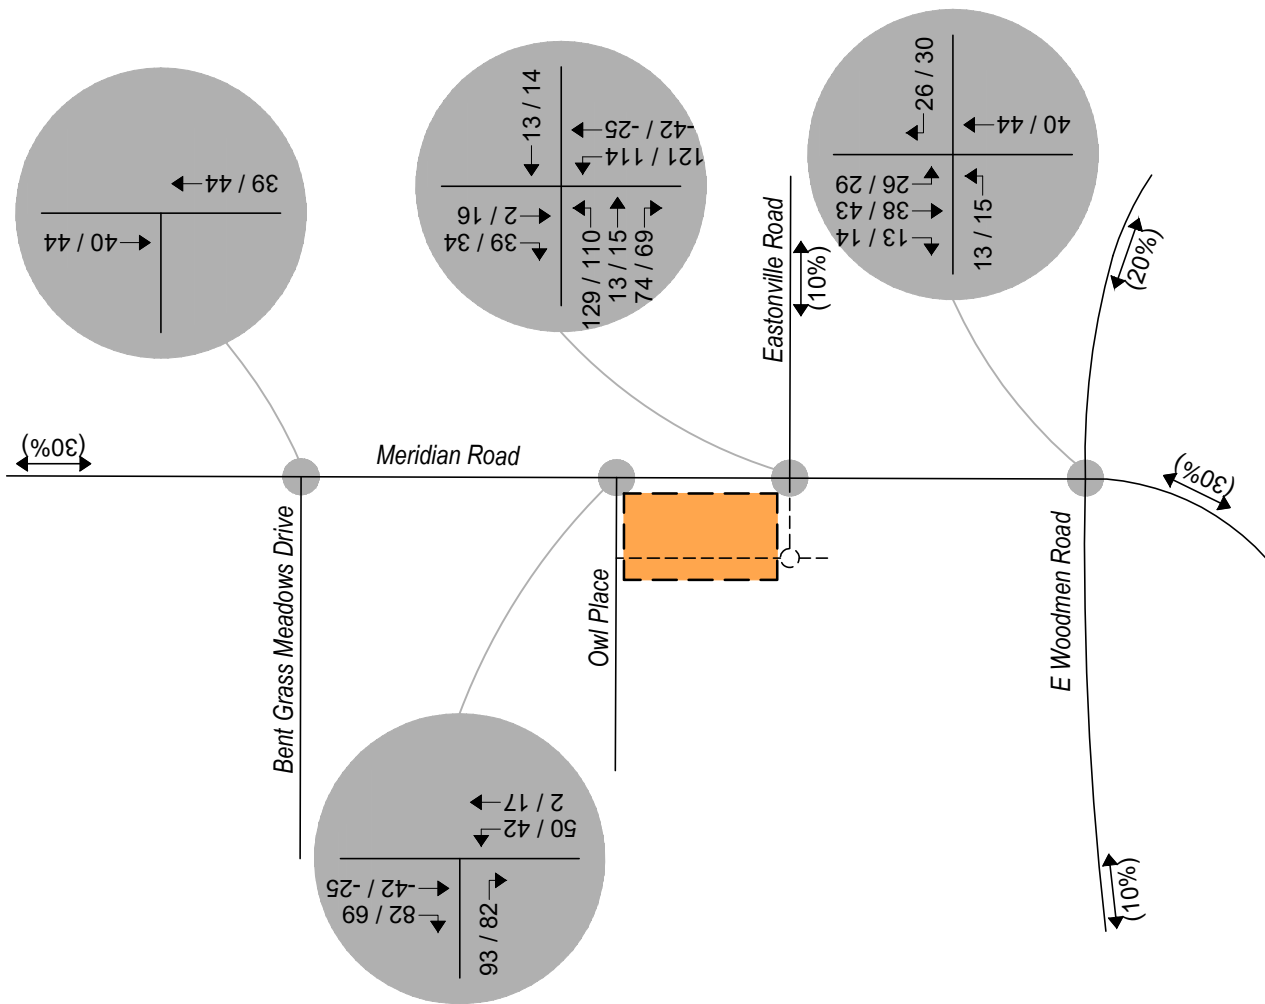 39 / 44
40 / 44
13 / 14
-42 / -25
121 / 114
2 / 16
39 / 34
129 / 110
13 / 15
74 / 69
26 / 30
40 / 44
26 / 29
38 / 43
13 / 14
13 / 15
Eastonville Road
(10%)
(20%)
(30%)
Meridian Road
(30%)
Bent Grass Meadows Drive
Owl Place
E Woodmen Road
2 / 17
50 / 42
-42 / -25
82 / 69
93 / 82
(10%)